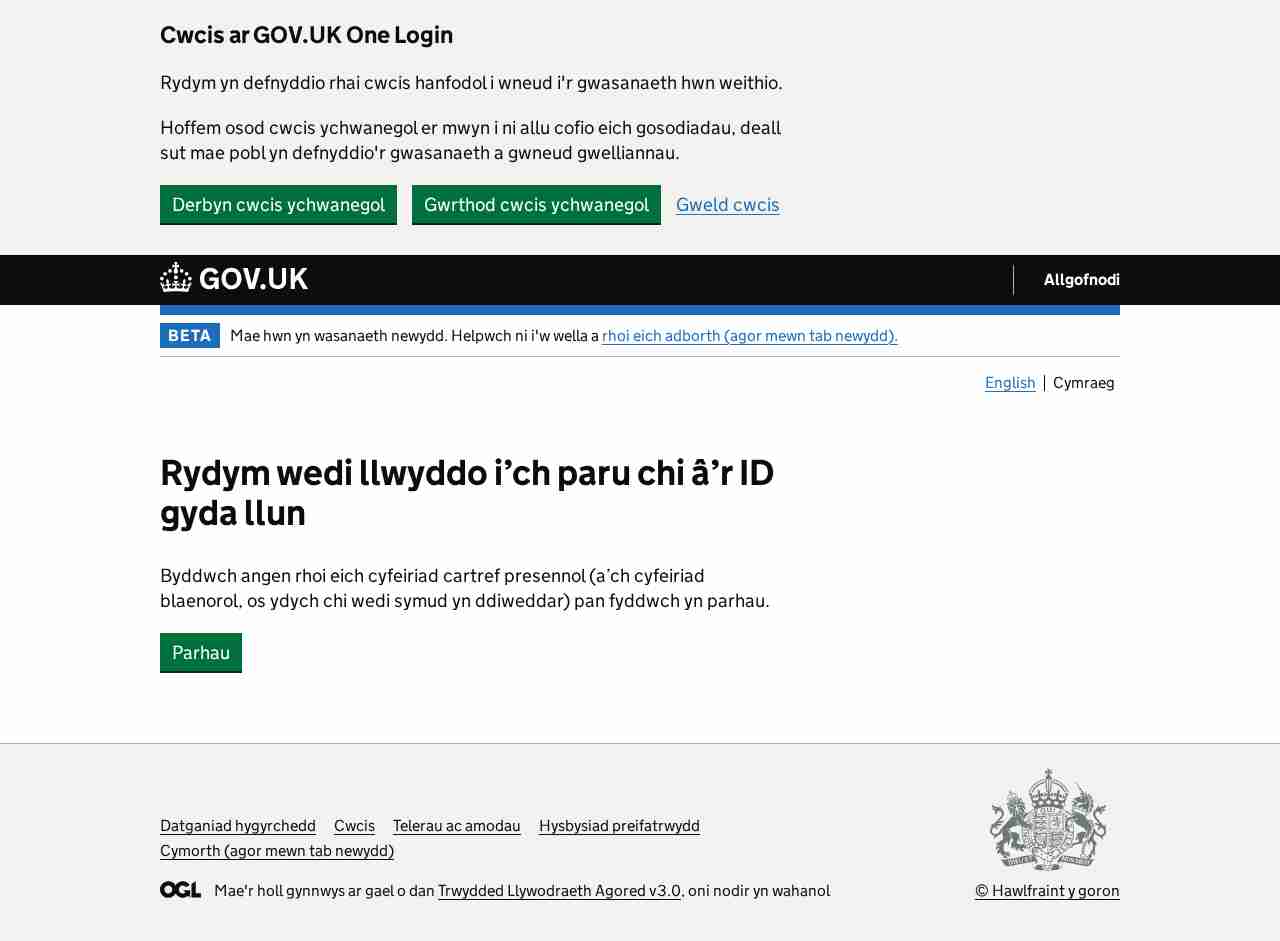 Cwcis ar GOV.UK One Login
Rydym yn defnyddio rhai cwcis hanfodol i wneud i'r gwasanaeth hwn weithio.
Hoffem osod cwcis ychwanegol er mwyn i ni allu cofio eich gosodiadau, deall
sut mae pobl yn defnyddio'r gwasanaeth a gwneud gwelliannau.
Derbyn cwcis ychwanegol Gwrthod cwcis ychwanegol Gweld cwcis
GOV.UK Allgofnodi
BETA Mae hwn yn wasanaeth newydd. Helpwch ni i'w wella a rhoi eich adborth (agor mewn tab newydd).
English | Cymraeg
Rydym wedi llwyddo i’ch paru chi â’r ID
gyda llun
Byddwch angen rhoi eich cyfeiriad cartref presennol (a’ch cyfeiriad
blaenorol, os ydych chi wedi symud yn ddiweddar) pan fyddwch yn parhau.
Parhau
Datganiad hygyrchedd Cwcis Telerau ac amodau Hysbysiad preifatrwydd
Cymorth (agor mewn tab newydd)
OGL Mae'r holl gynnwys ar gael o dan Trwydded Llywodraeth Agored v3.0, oni nodir yn wahanol
© Hawlfraint y goron